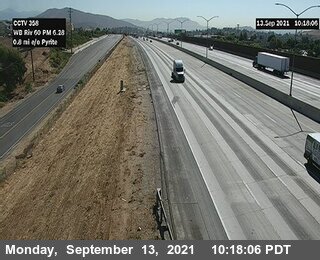 CCTV 358
WB Riv 60 PM 6.28
0.8 mi e/o Pyrite
13 Sep 2021
10:18:06
Monday, September 13, 2021 10:18:06 PDT